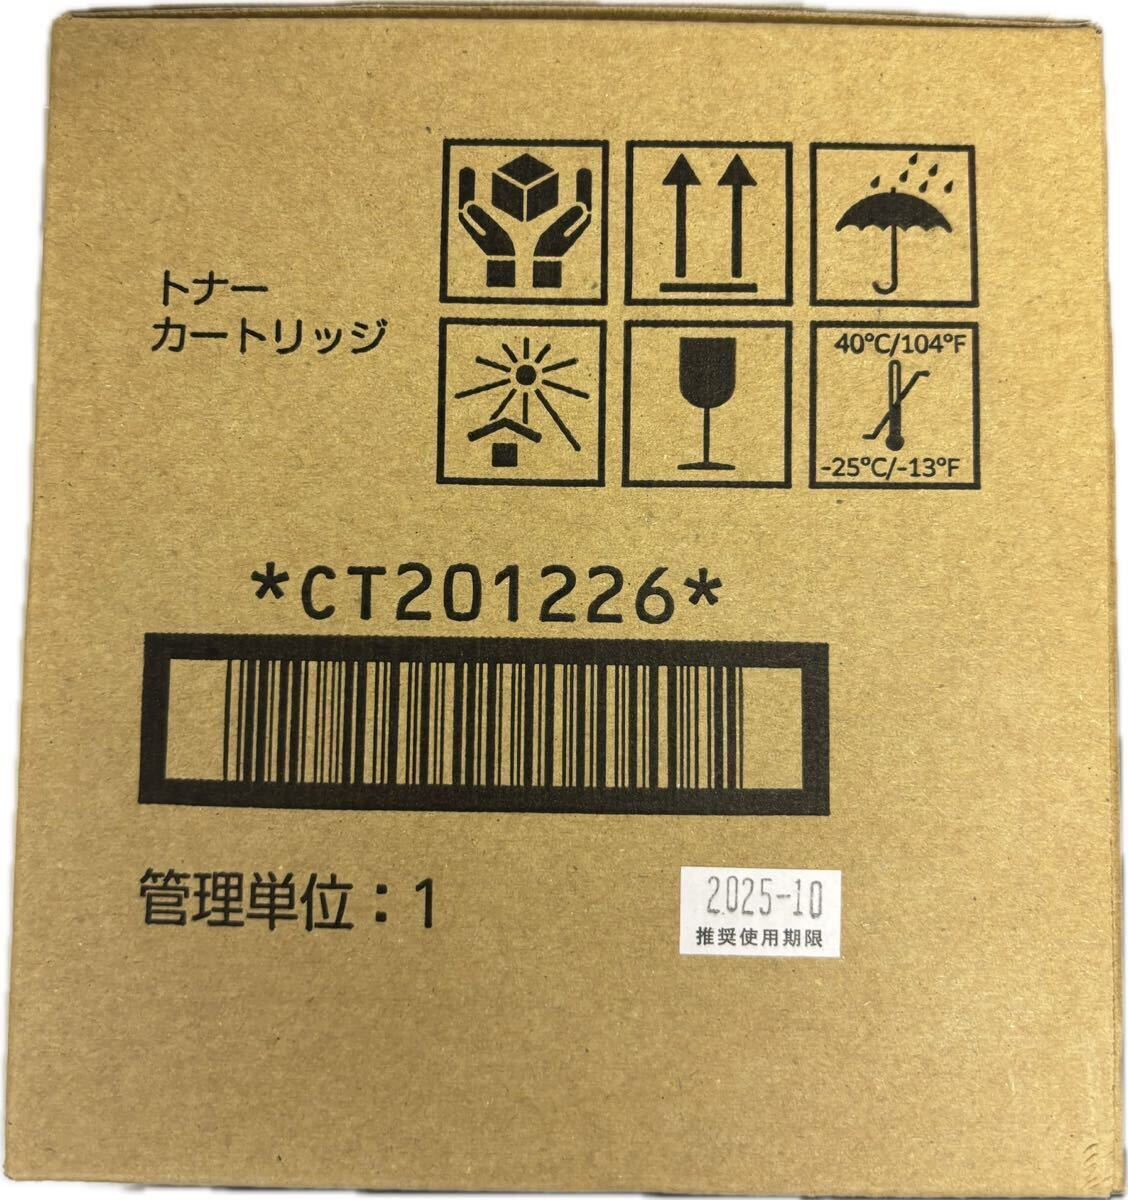 トナー
カートリッジ
40°C/104°F
-25°C/-13°F
*CT201226*
管理単位：1
2025-10
推奨使用期限